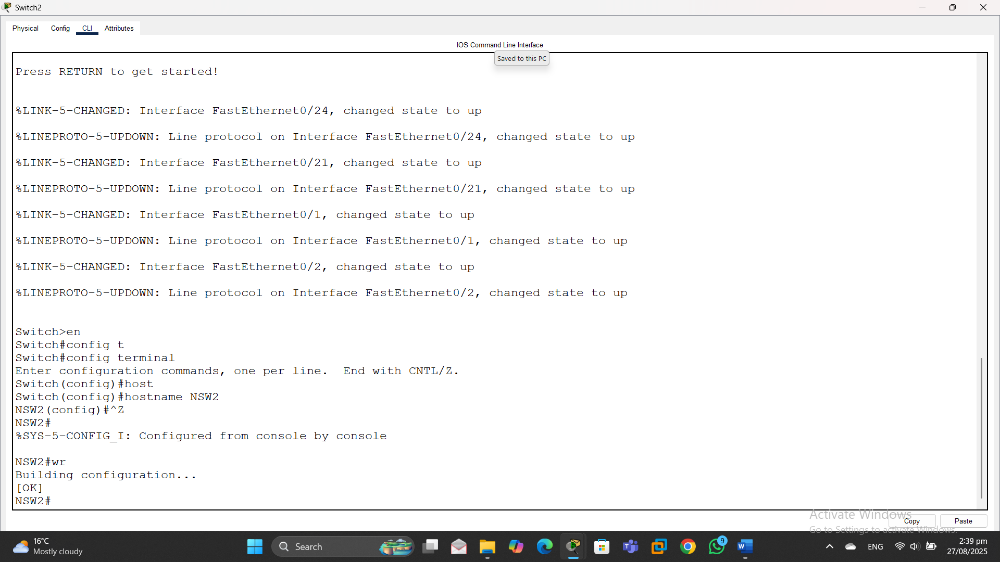 Switch2
Physical Config CLI Attributes
IOS Command Line Interface
Saved to this PC
Press RETURN to get started!
%LINK-5-CHANGED: Interface FastEthernet0/24, changed state to up
%LINEPROTO-5-UPDOWN: Line protocol on Interface FastEthernet0/24, changed state to up
%LINK-5-CHANGED: Interface FastEthernet0/21, changed state to up
%LINEPROTO-5-UPDOWN: Line protocol on Interface FastEthernet0/21, changed state to up
%LINK-5-CHANGED: Interface FastEthernet0/1, changed state to up
%LINEPROTO-5-UPDOWN: Line protocol on Interface FastEthernet0/1, changed state to up
%LINK-5-CHANGED: Interface FastEthernet0/2, changed state to up
%LINEPROTO-5-UPDOWN: Line protocol on Interface FastEthernet0/2, changed state to up
Switch>en
Switch#config t
Switch#config terminal
Enter configuration commands, one per line.  End with CNTL/Z.
Switch(config)#host
Switch(config)#hostname NSW2
NSW2(config)#^Z
NSW2#
%SYS-5-CONFIG_I: Configured from console by console
NSW2#wr
Building configuration...
[OK]
NSW2#
Activate Windows
Go to Settings to activate Windows.
Copy Paste
16°C
Mostly cloudy
Search
9
ENG
2:39 pm
27/08/2025